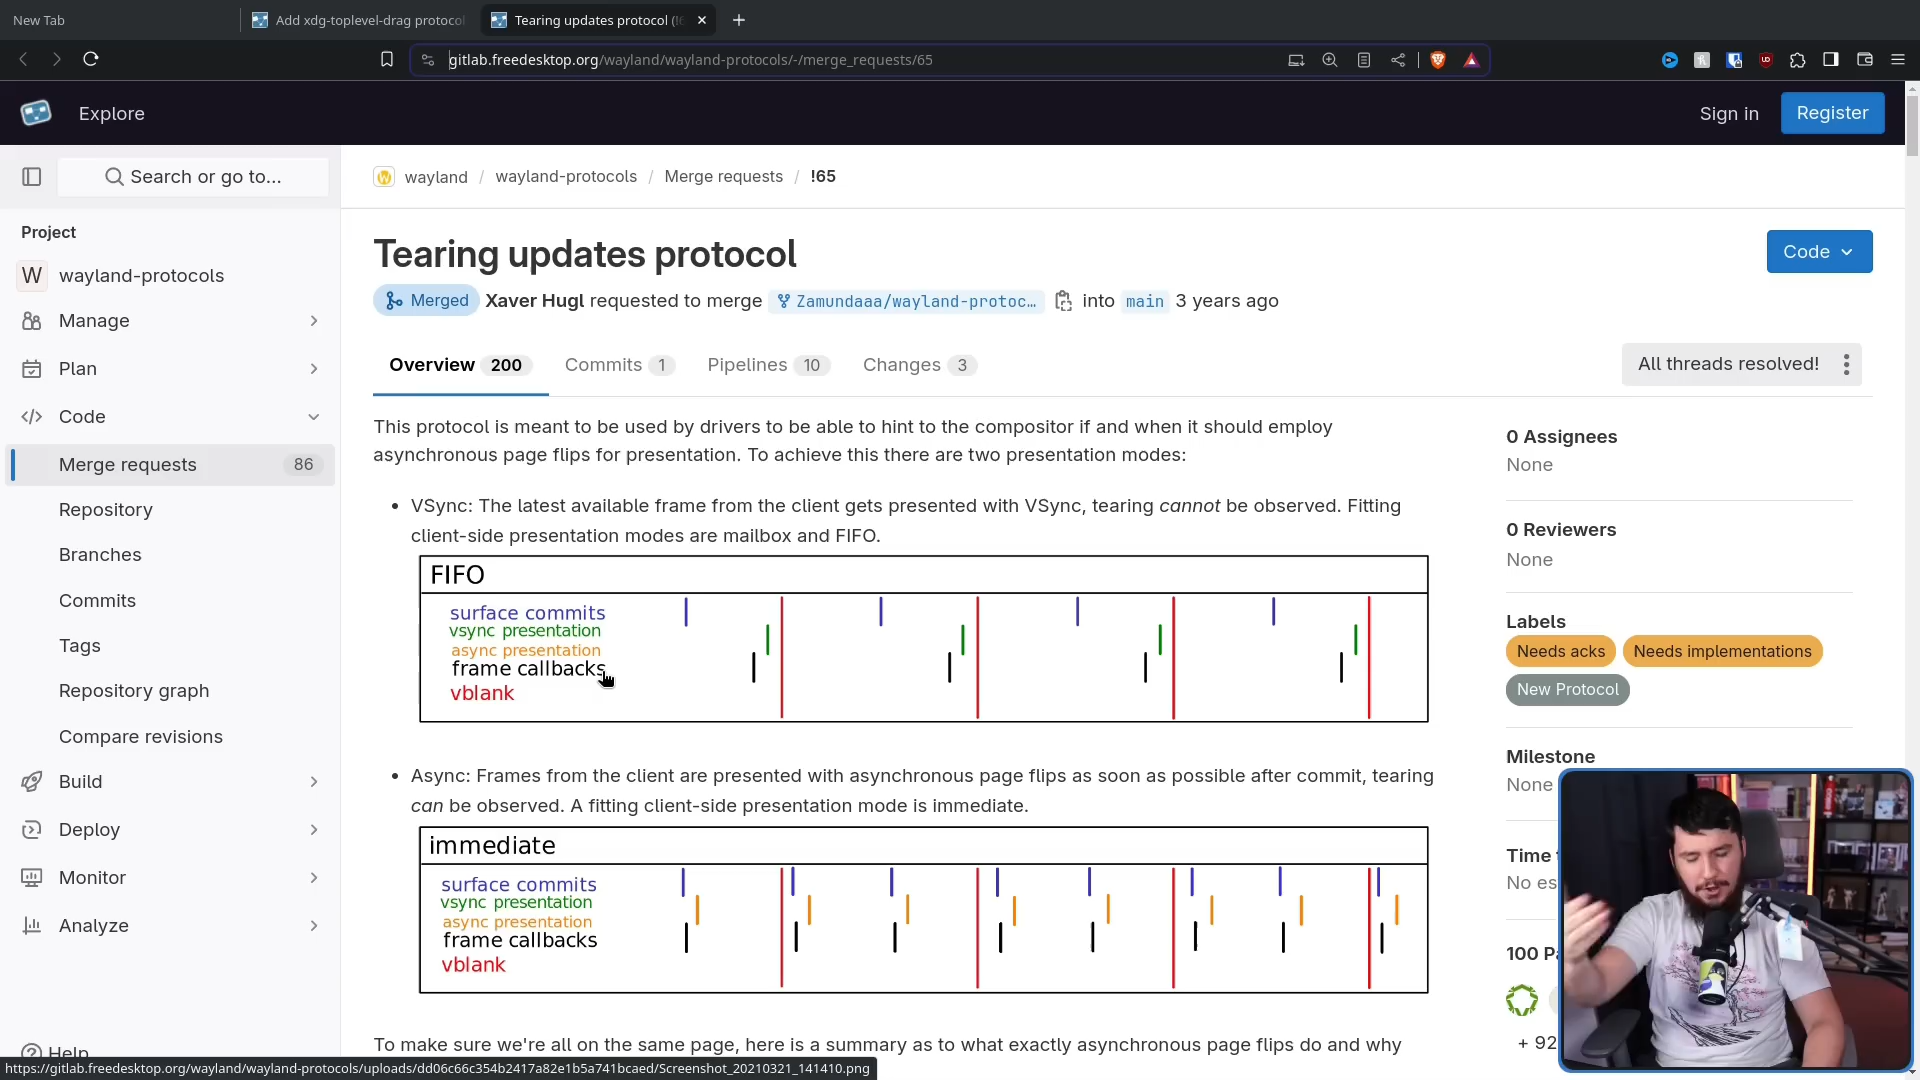 New Tab
Add xdg-toplevel-drag protocol
Tearing updates protocol (!6
gitlab.freedesktop.org/wayland/wayland-protocols/-/merge_requests/65
Explore
Sign in
Register
Search or go to...
wayland / wayland-protocols / Merge requests / !65
Project
W wayland-protocols
Manage
Plan
Code
Merge requests 86
Repository
Branches
Commits
Tags
Repository graph
Compare revisions
Build
Deploy
Monitor
Analyze
Help
Tearing updates protocol
Code
Merged Xaver Hugl requested to merge Zamundaaa/wayland-protoc... into main 3 years ago
Overview 200 Commits 1 Pipelines 10 Changes 3
All threads resolved!
This protocol is meant to be used by drivers to be able to hint to the compositor if and when it should employ
asynchronous page flips for presentation. To achieve this there are two presentation modes:
• VSync: The latest available frame from the client gets presented with VSync, tearing cannot be observed. Fitting
client-side presentation modes are mailbox and FIFO.
FIFO
surface commits
vsync presentation
async presentation
frame callbacks
vblank
• Async: Frames from the client are presented with asynchronous page flips as soon as possible after commit, tearing
can be observed. A fitting client-side presentation mode is immediate.
immediate
surface commits
vsync presentation
async presentation
frame callbacks
vblank
To make sure we're all on the same page, here is a summary as to what exactly asynchronous page flips do and why
0 Assignees
None
0 Reviewers
None
Labels
Needs acks
Needs implementations
New Protocol
Milestone
None
Time
No es
100 Pa
+ 92
https://gitlab.freedesktop.org/wayland/wayland-protocols/uploads/dd06c66c354b2417a82e1b5a741bcaed/Screenshot_20210321_141410.png